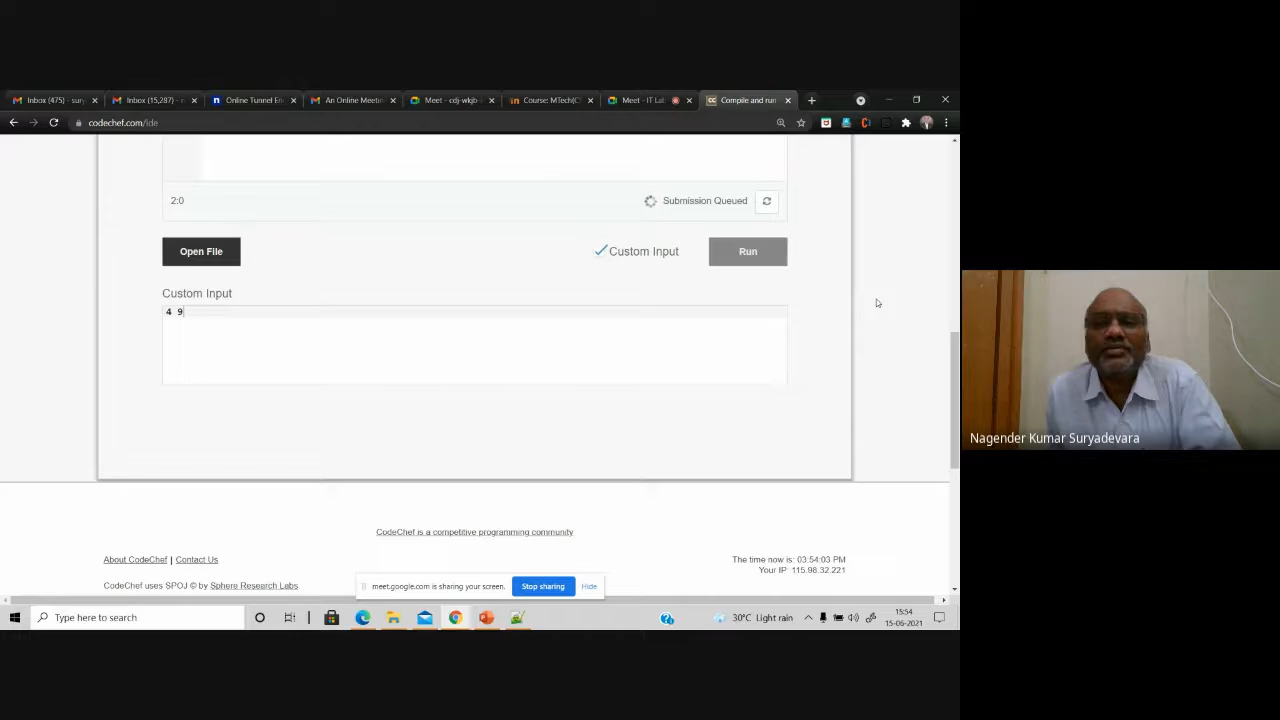 Inbox (475) - sury
Inbox (15,287) - n
Online Tunnel En
An Online Meetin
Meet - cdj-wkjb-
Course: MTech(C
Meet - IT La
Compile and run
codechef.com/ide
2:0
Submission Queued
Open File
Custom Input
Run
Custom Input
4 9
CodeChef is a competitive programming community
About CodeChef | Contact Us
The time now is: 03:54:03 PM
Your IP 115.98.32.221
CodeChef uses SPOJ © by Sphere Research Labs
meet.google.com is sharing your screen.
Stop sharing
Hide
Type here to search
30°C Light rain
15:54
15-06-2021
Nagender Kumar Suryadevara